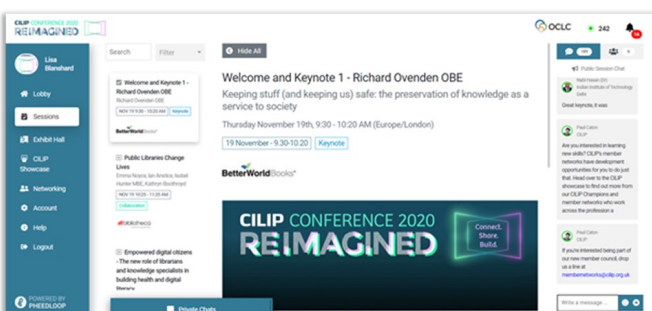 CILIP CONFERENCE 2020
REIMAGINED
OCLC
242
Lisa
Blanshard
Lobby
Sessions
Exhibit Hall
CILIP
Showcase
Networking
Account
Help
Logout
POWERED BY
PHEEDLOOP
Search
Filter
Welcome and Keynote 1 -
Richard Ovenden OBE
Richard Ovenden OBE
NOV 19 9:30 - 10:20 AM
Keynote
BetterWorldBooks
Public Libraries Change
Lives
Hunter MBE, Kathryn Boothroyd
NOV 19 10:25 - 11:25 AM
Collaboration
bibliotheca
Empowered digital citizens
- The new role of librarians
and knowledge specialists in
building health and digital
literacy
Private Chats
Hide All
Welcome and Keynote 1 - Richard Ovenden OBE
Keeping stuff (and keeping us) safe: the preservation of knowledge as a
service to society
Thursday November 19th, 9:30 - 10:20 AM (Europe/London)
19 November - 9.30-10.20
Keynote
BetterWorldBooks
CILIP CONFERENCE 2020
REIMAGINED
Connect.
Share.
Build.
Public Session Chat
Indian Institute of Technology
Delhi
Great keynote, it was.
Paul Caton
CILIP
Are you interested in learning
new skills? CILIP's member
networks have development
opportunities for you to do just
that. Head over to the CILIP
showcase to find out more from
our CILIP Champions and
member networks who work
across the profession a
Paul Caton
CILIP
If you're interested being part of
our new member council, drop
us a line at
membernetworks@cilip.org.uk
Write a message ...